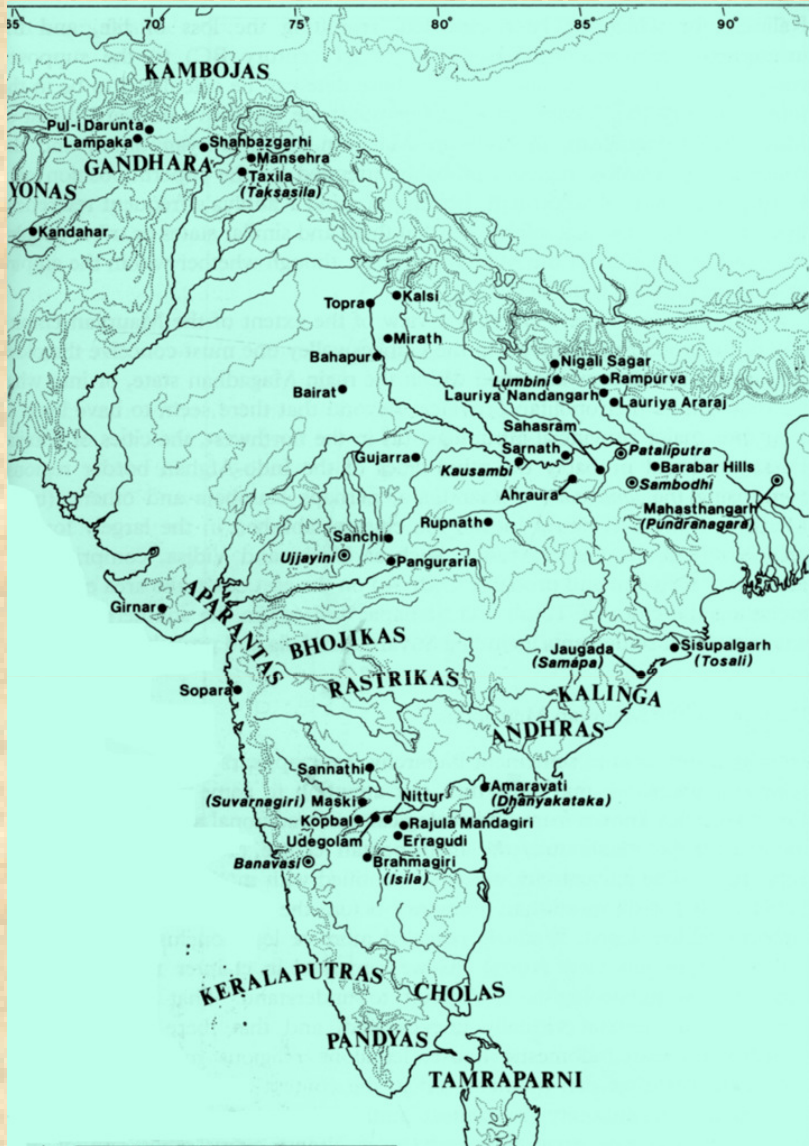 65 70 75 80 85 90
KAMBOJAS
Pul-i Darunta
Lampaka
Shahbazgarhi
GANDHARA
Mansehra
Taxila
(Taksasila)
YONAS
Kandahar
Topra
Kalsi
Mirath
Bahapur
Nigali Sagar
Lumbini
Rampurva
Bairat
Lauriya Nandangarh
Lauriya Araraj
Sahasram
Gujarra
Sarnath
Pataliputra
Kausambi
Barabar Hills
Sambodhi
Ahraura
Mahasthangarh
(Pundranagara)
Rupnath
Sanchi
Ujjayini
Panguraria
Girnar
APARANTAS
BHOJIKAS
Jaugada
(Samapa)
Sisupalgarh
(Tosali)
Sopara
RASTRIKAS
KALINGA
ANDHRAS
Sannathi
Amaravati
(Dhanyakataka)
Nittur
(Suvarnagiri) Maski
Kopbal
Rajula Mandagiri
Udegolam
Erragudi
Banavasi
Brahmagiri
(Isila)
KERALAPUTRAS
CHOLAS
PANDYAS
TAMRAPARNI